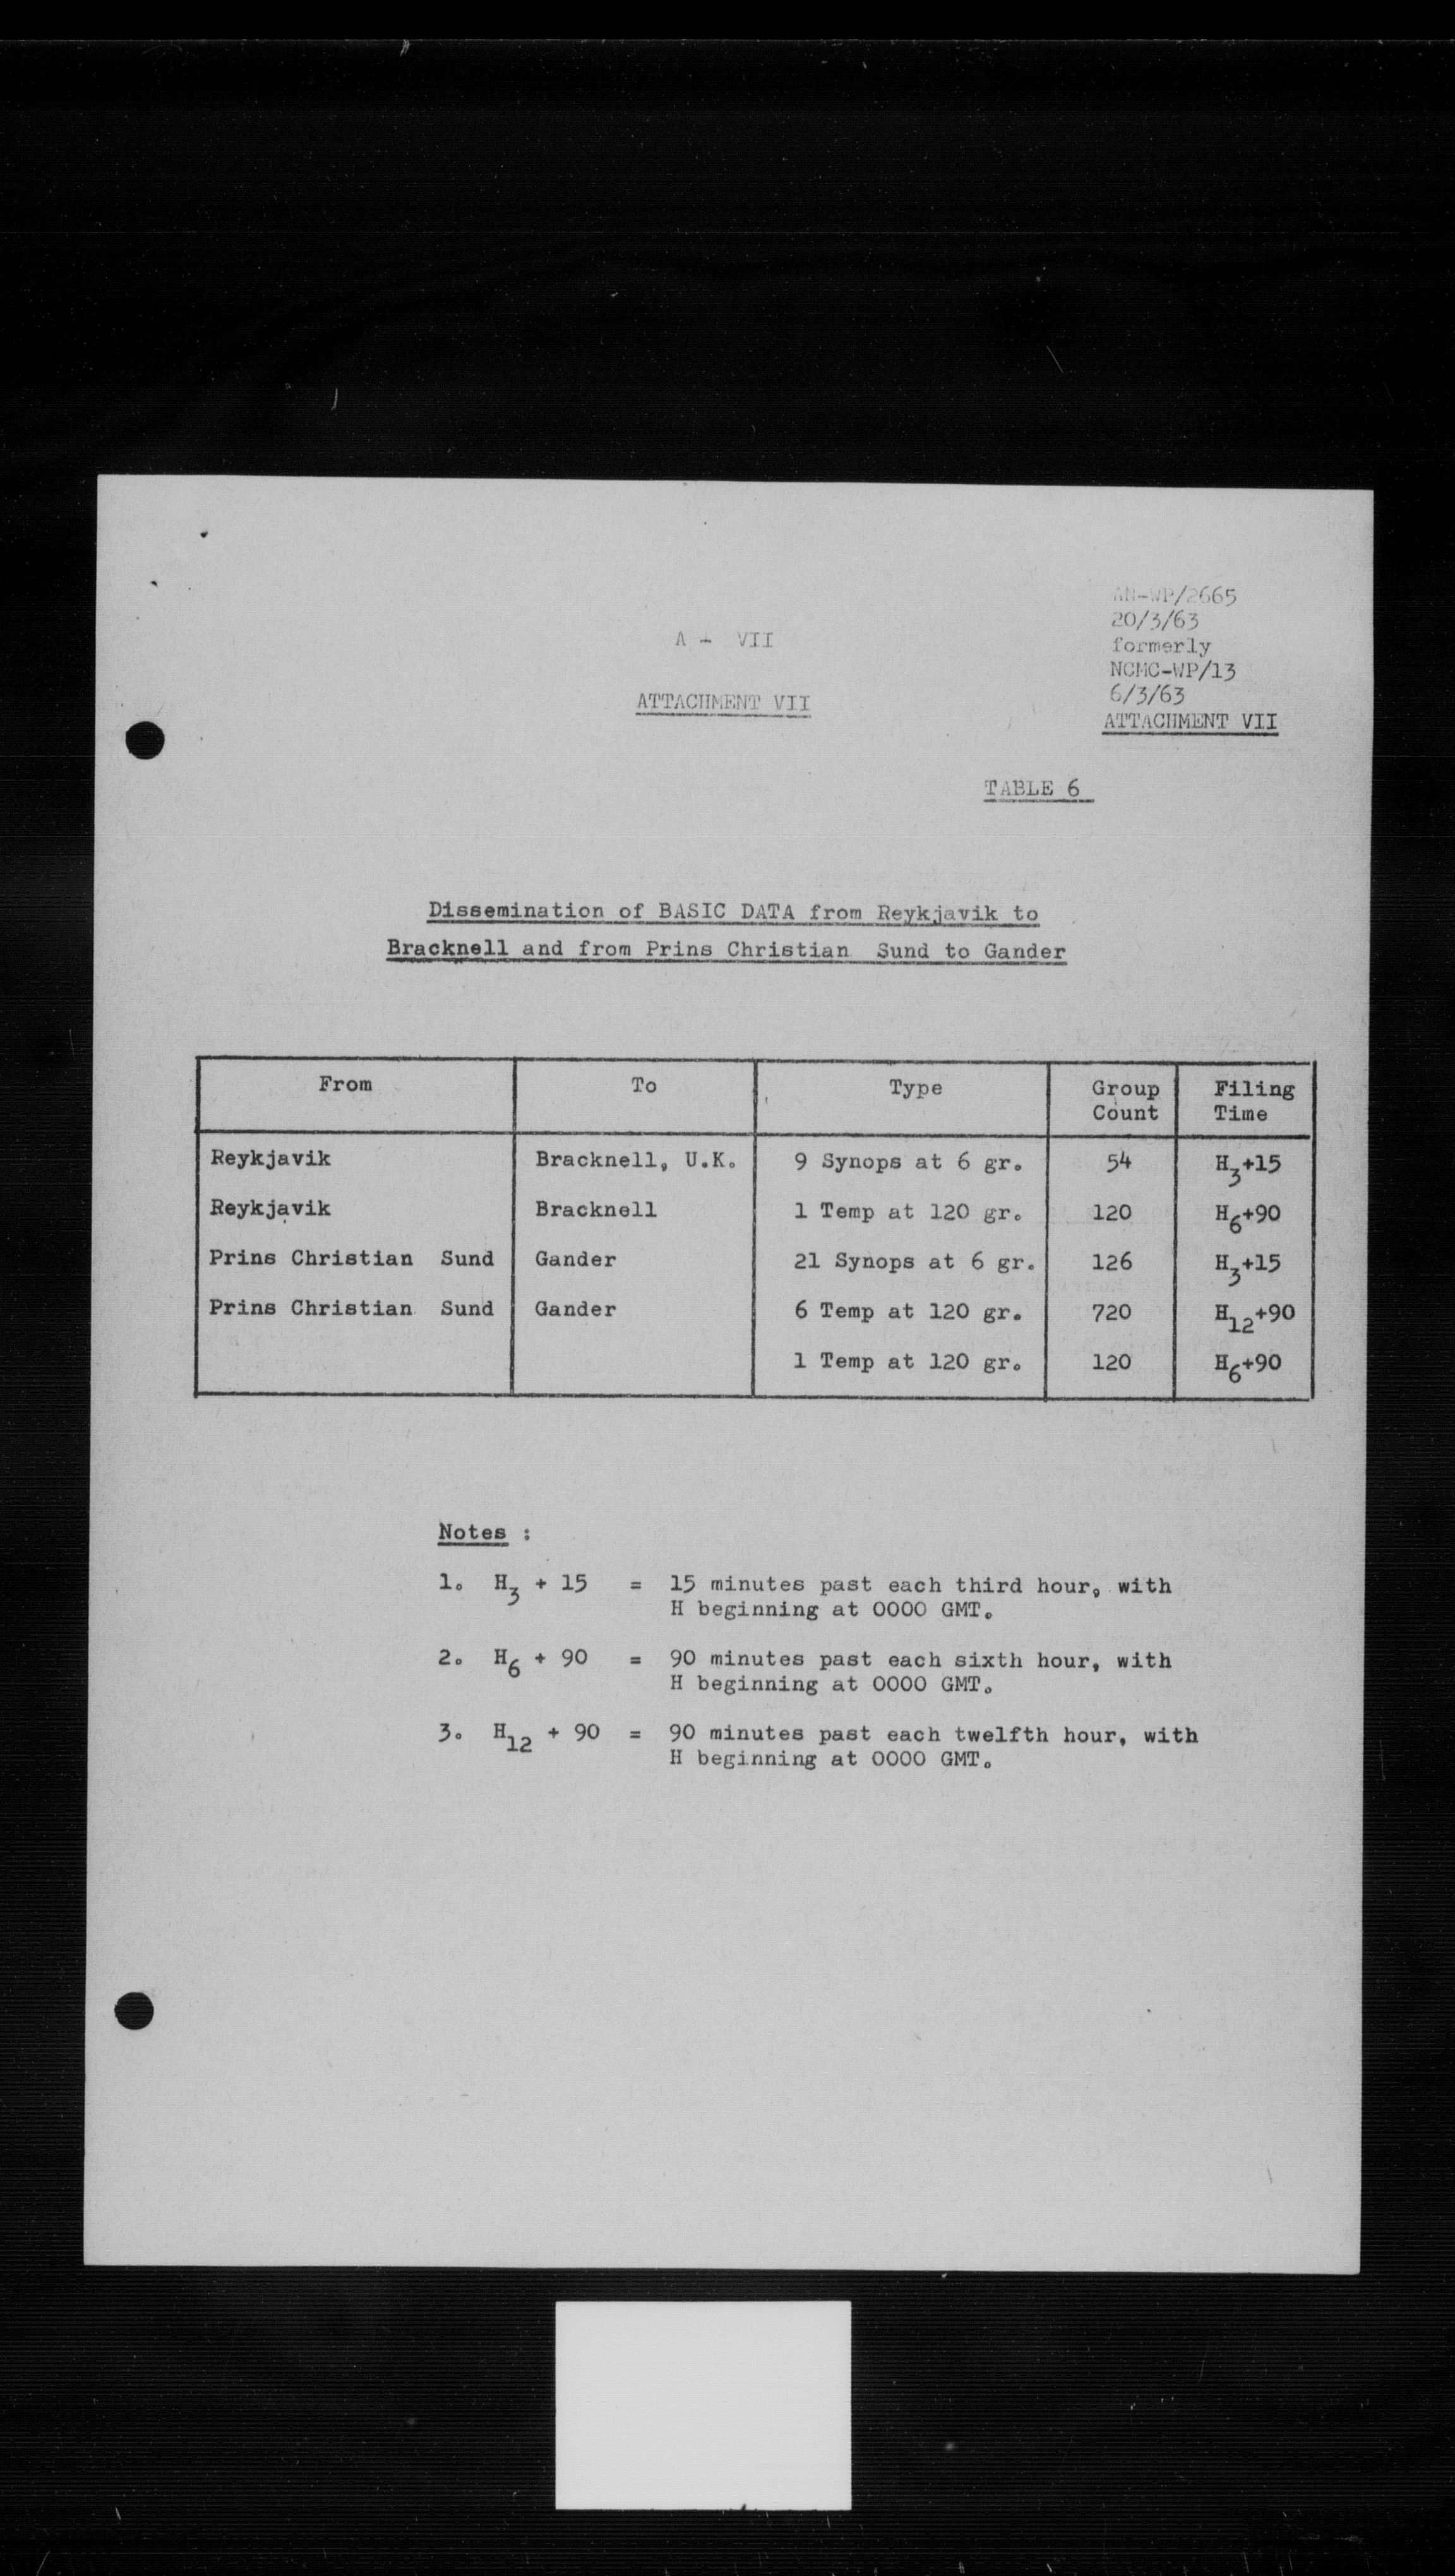 AN-WP/2665
20/3/63
A - VII
formerly
NCMC-WP/13
6/3/63
ATTACHMENT VII
ATTACHMENT VII
TABLE 6
Dissemination of BASIC DATA from Reykjavik to
Bracknell and from Prins Christian Sund to Gander
From To Type Group Count Filing Time
Reykjavik Bracknell, U.K. 9 Synops at 6 gr. 54 H3+15
Reykjavik Bracknell 1 Temp at 120 gr. 120 H6+90
Prins Christian Sund Gander 21 Synops at 6 gr. 126 H3+15
Prins Christian Sund Gander 6 Temp at 120 gr. 720 H12+90
1 Temp at 120 gr. 120 H6+90
Notes :
1. H3 + 15 = 15 minutes past each third hour, with
H beginning at 0000 GMT.
2. H6 + 90 = 90 minutes past each sixth hour, with
H beginning at 0000 GMT.
3. H12 + 90 = 90 minutes past each twelfth hour, with
H beginning at 0000 GMT.